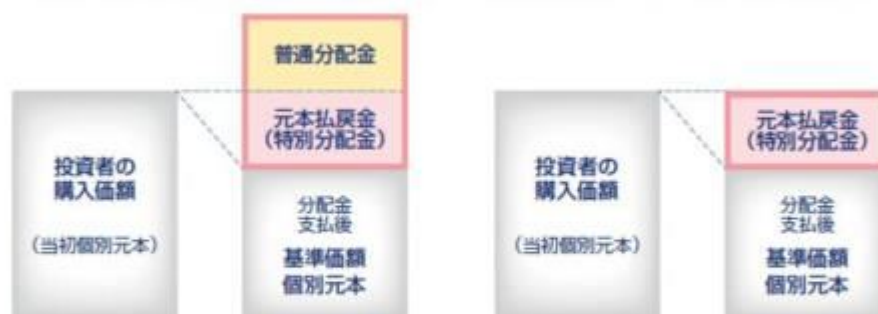 普通分配金
元本払戻金
（特別分配金）
投資者の
購入価額
（当初個別元本）
分配金
支払後
基準価額
個別元本
元本払戻金
（特別分配金）
投資者の
購入価額
（当初個別元本）
分配金
支払後
基準価額
個別元本